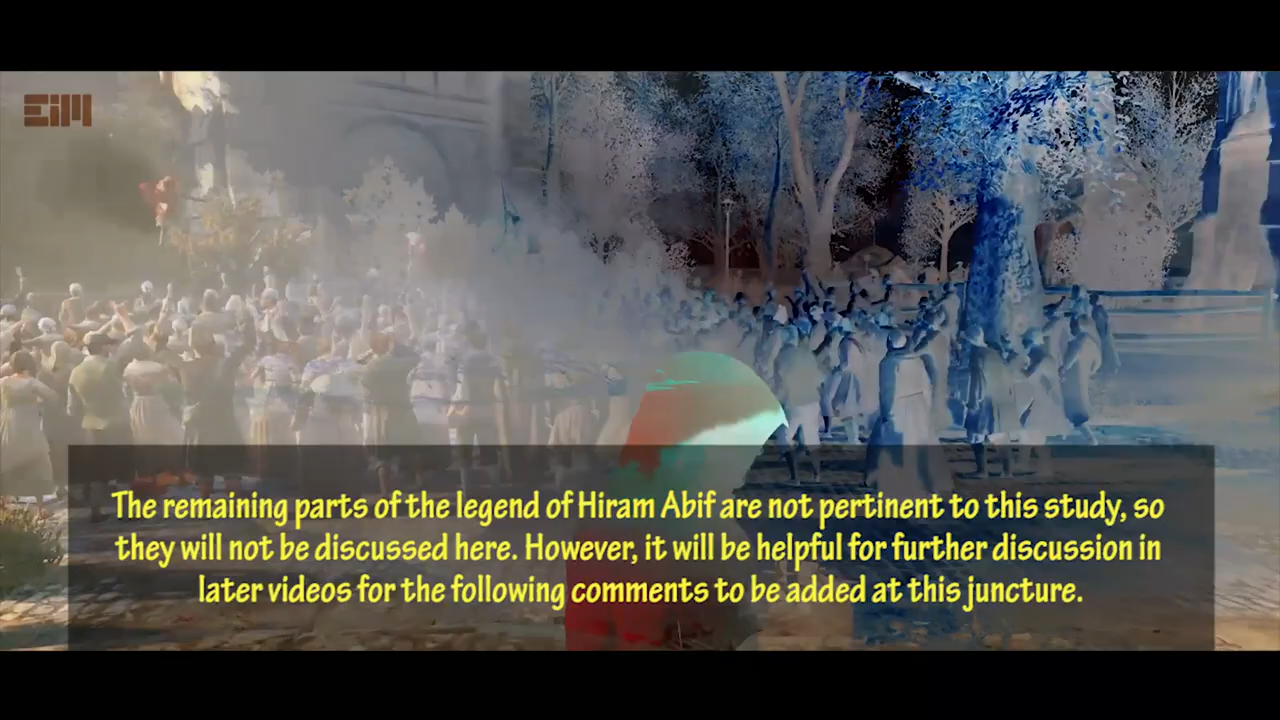 EiM
The remaining parts of the legend of Hiram Abif are not pertinent to this study, so
they will not be discussed here. However, it will be helpful for further discussion in
later videos for the following comments to be added at this juncture.